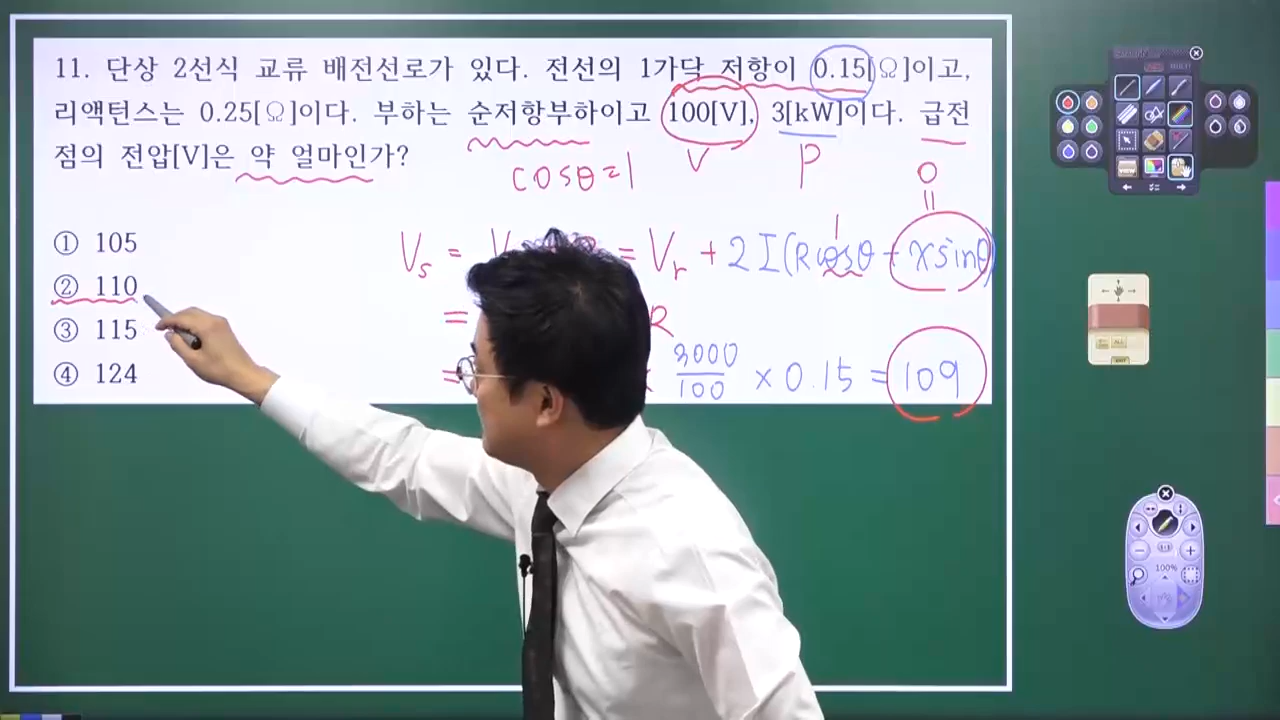 11. 단상 2선식 교류 배전선로가 있다. 전선의 1가닥 저항이 0.15[Ω]이고,
리액턴스는 0.25[Ω]이다. 부하는 순저항부하이고 100[V], 3[kW]이다. 급전
점의 전압[V]은 약 얼마인가?
cosθ=1 V P 0
=
① 105
② 110
③ 115
④ 124
1
Vs = V = Vr + 2I(Rcosθ + Xsinθ)
= R
= × 3000/100 × 0.15 = 109
100%